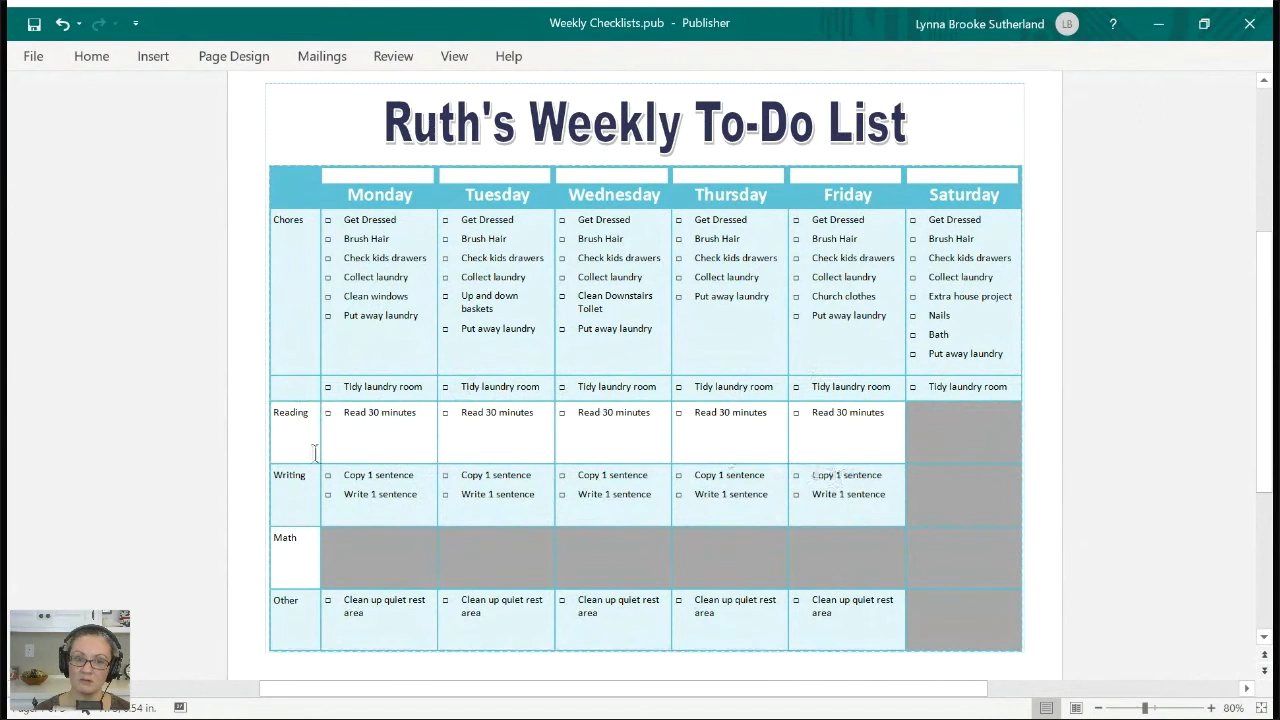 Weekly Checklists.pub - Publisher
Lynna Brooke Sutherland LB ?
File Home Insert Page Design Mailings Review View Help
Ruth's Weekly To-Do List
Monday Tuesday Wednesday Thursday Friday Saturday
Chores Get Dressed Get Dressed Get Dressed Get Dressed Get Dressed Get Dressed
Brush Hair Brush Hair Brush Hair Brush Hair Brush Hair Brush Hair
Check kids drawers Check kids drawers Check kids drawers Check kids drawers Check kids drawers Check kids drawers
Collect laundry Collect laundry Collect laundry Collect laundry Collect laundry Collect laundry
Clean windows Up and down Clean Downstairs Put away laundry Church clothes Extra house project
baskets Toilet
Put away laundry Put away laundry Nails
Put away laundry Put away laundry
Bath
Put away laundry
Tidy laundry room Tidy laundry room Tidy laundry room Tidy laundry room Tidy laundry room Tidy laundry room
Reading Read 30 minutes Read 30 minutes Read 30 minutes Read 30 minutes Read 30 minutes
Writing Copy 1 sentence Copy 1 sentence Copy 1 sentence Copy 1 sentence Copy 1 sentence
Write 1 sentence Write 1 sentence Write 1 sentence Write 1 sentence Write 1 sentence
Math
Other Clean up quiet rest Clean up quiet rest Clean up quiet rest Clean up quiet rest Clean up quiet rest
area area area area area
in. 80%